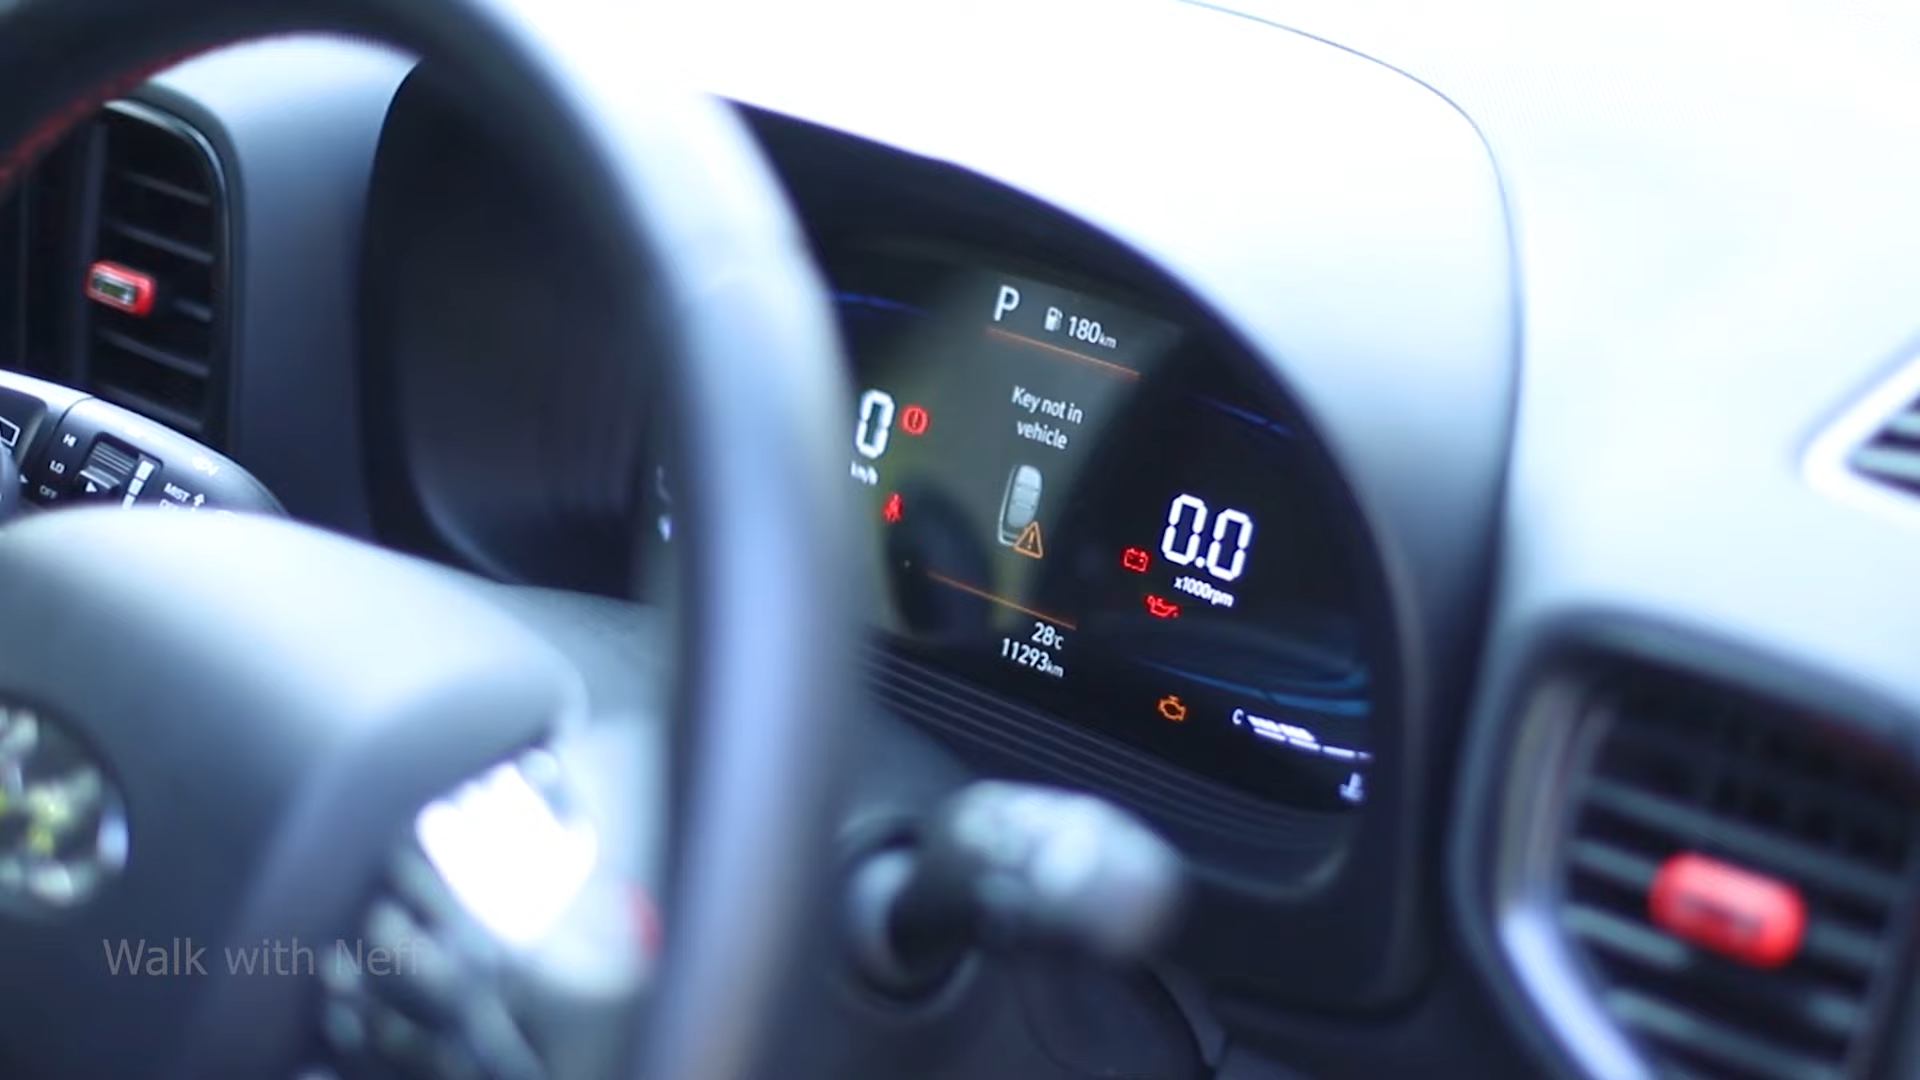 P 180km
Key not in
vehicle
0
km/h
0.0
x1000rpm
28°C
11293km
C
HI
LO
OFF
MIST
Walk with Neff